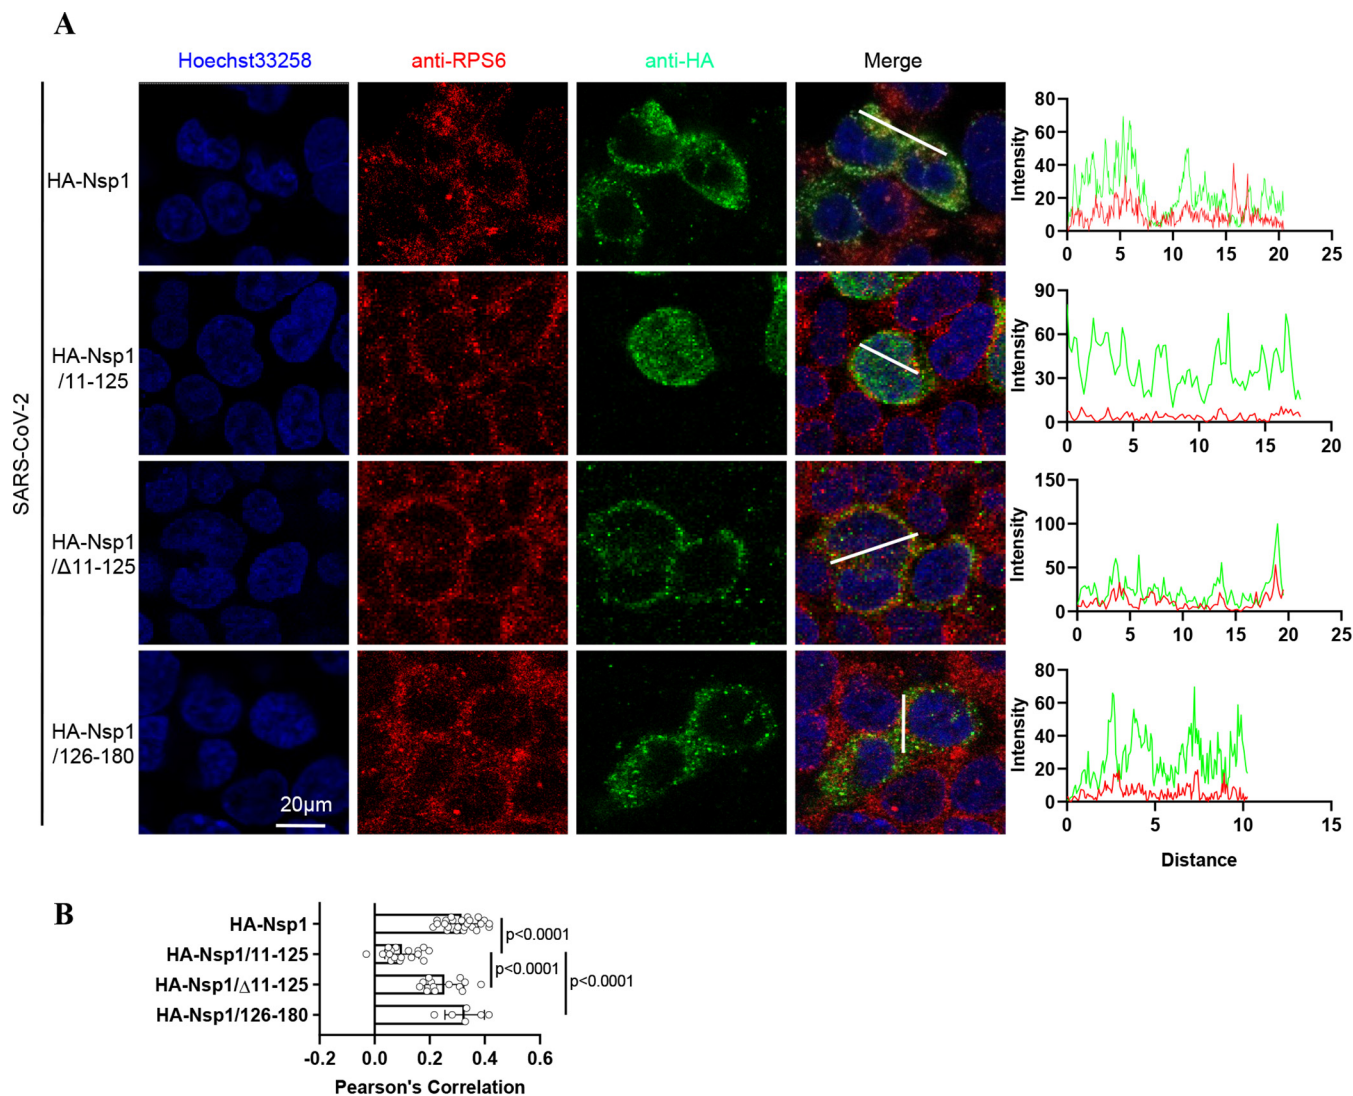 A
Hoechst33258 anti-RPS6 anti-HA Merge
SARS-CoV-2
HA-Nsp1
80
60
40
20
0
Intensity
0 5 10 15 20 25
HA-Nsp1
/11-125
90
60
30
0
Intensity
0 5 10 15 20
HA-Nsp1
/Δ11-125
150
100
50
0
Intensity
0 5 10 15 20 25
HA-Nsp1
/126-180
20μm
80
60
40
20
0
Intensity
0 5 10 15
Distance
B
HA-Nsp1
HA-Nsp1/11-125
HA-Nsp1/Δ11-125
HA-Nsp1/126-180
p<0.0001
p<0.0001
p<0.0001
-0.2 0.0 0.2 0.4 0.6
Pearson's Correlation